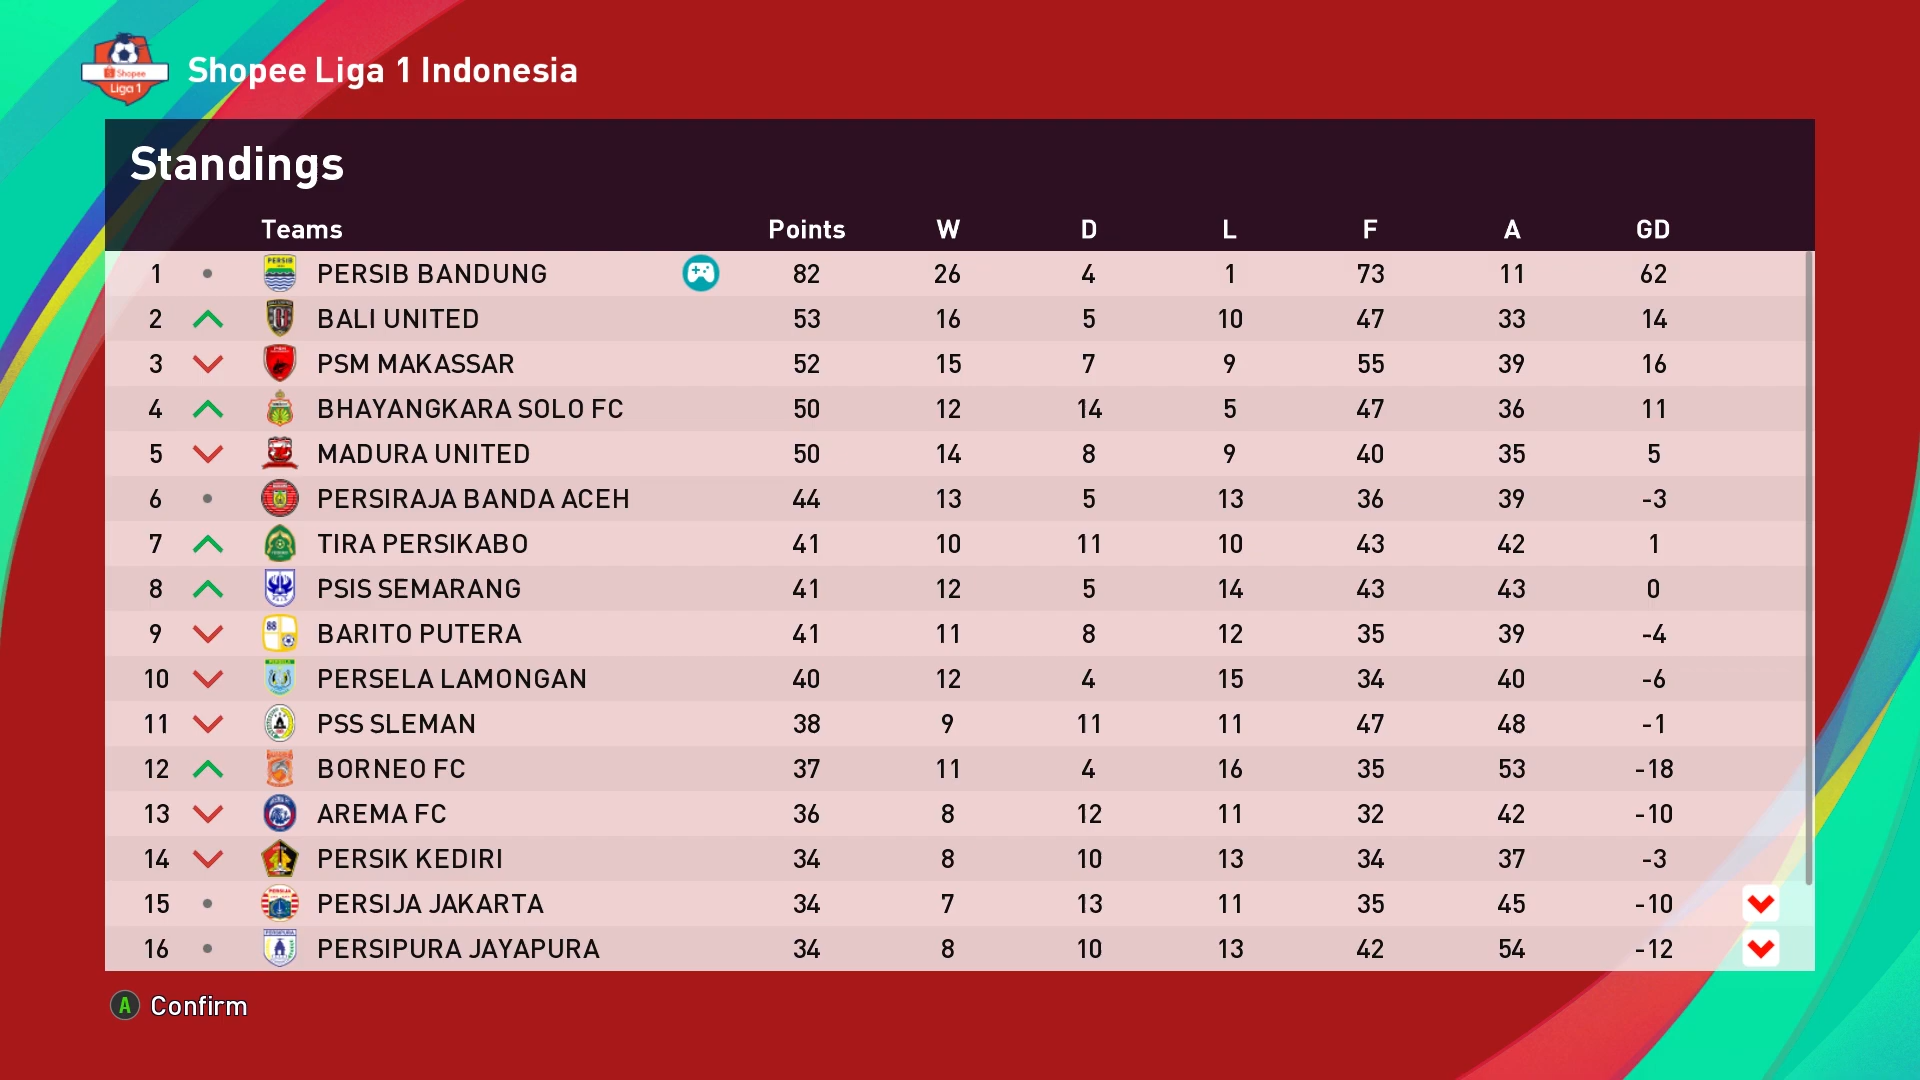 Shopee
Liga 1
Shopee Liga 1 Indonesia
Standings
Teams Points W D L F A GD
1 PERSIB BANDUNG 82 26 4 1 73 11 62
2 BALI UNITED 53 16 5 10 47 33 14
3 PSM MAKASSAR 52 15 7 9 55 39 16
4 BHAYANGKARA SOLO FC 50 12 14 5 47 36 11
5 MADURA UNITED 50 14 8 9 40 35 5
6 PERSIRAJA BANDA ACEH 44 13 5 13 36 39 -3
7 TIRA PERSIKABO 41 10 11 10 43 42 1
8 PSIS SEMARANG 41 12 5 14 43 43 0
9 BARITO PUTERA 41 11 8 12 35 39 -4
10 PERSELA LAMONGAN 40 12 4 15 34 40 -6
11 PSS SLEMAN 38 9 11 11 47 48 -1
12 BORNEO FC 37 11 4 16 35 53 -18
13 AREMA FC 36 8 12 11 32 42 -10
14 PERSIK KEDIRI 34 8 10 13 34 37 -3
15 PERSIJA JAKARTA 34 7 13 11 35 45 -10
16 PERSIPURA JAYAPURA 34 8 10 13 42 54 -12
A Confirm